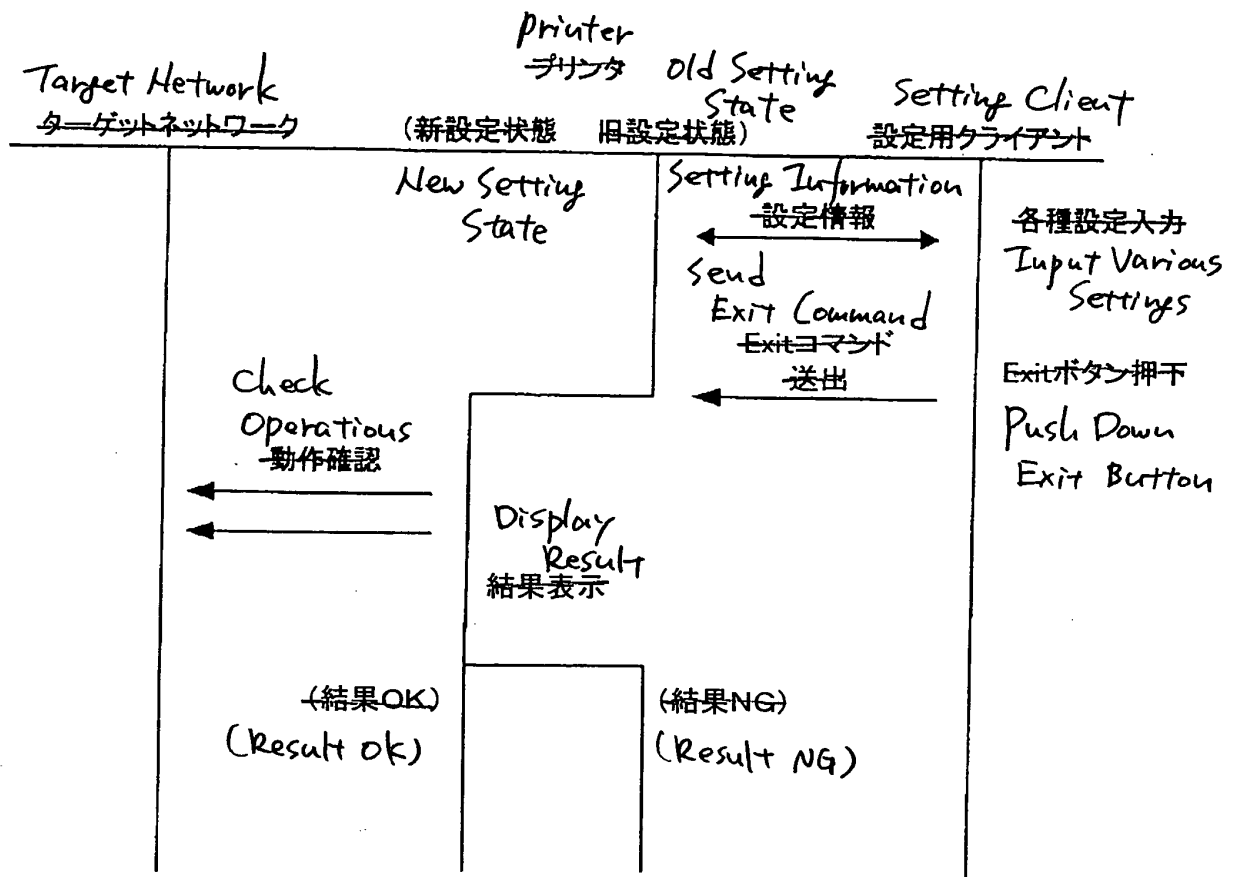 Printer
プリンタ
Target Network
ターゲットネットワーク
Old Setting
State
Setting Client
(新設定状態 旧設定状態)
設定用クライアント
New Setting
State
Setting Information
設定情報
各種設定入力
Input Various
Settings
Send
Exit Command
Exitコマンド
送出
Exitボタン押下
Push Down
Exit Button
Check
Operations
動作確認
Display
Result
結果表示
(結果OK)
(Result OK)
(結果NG)
(Result NG)